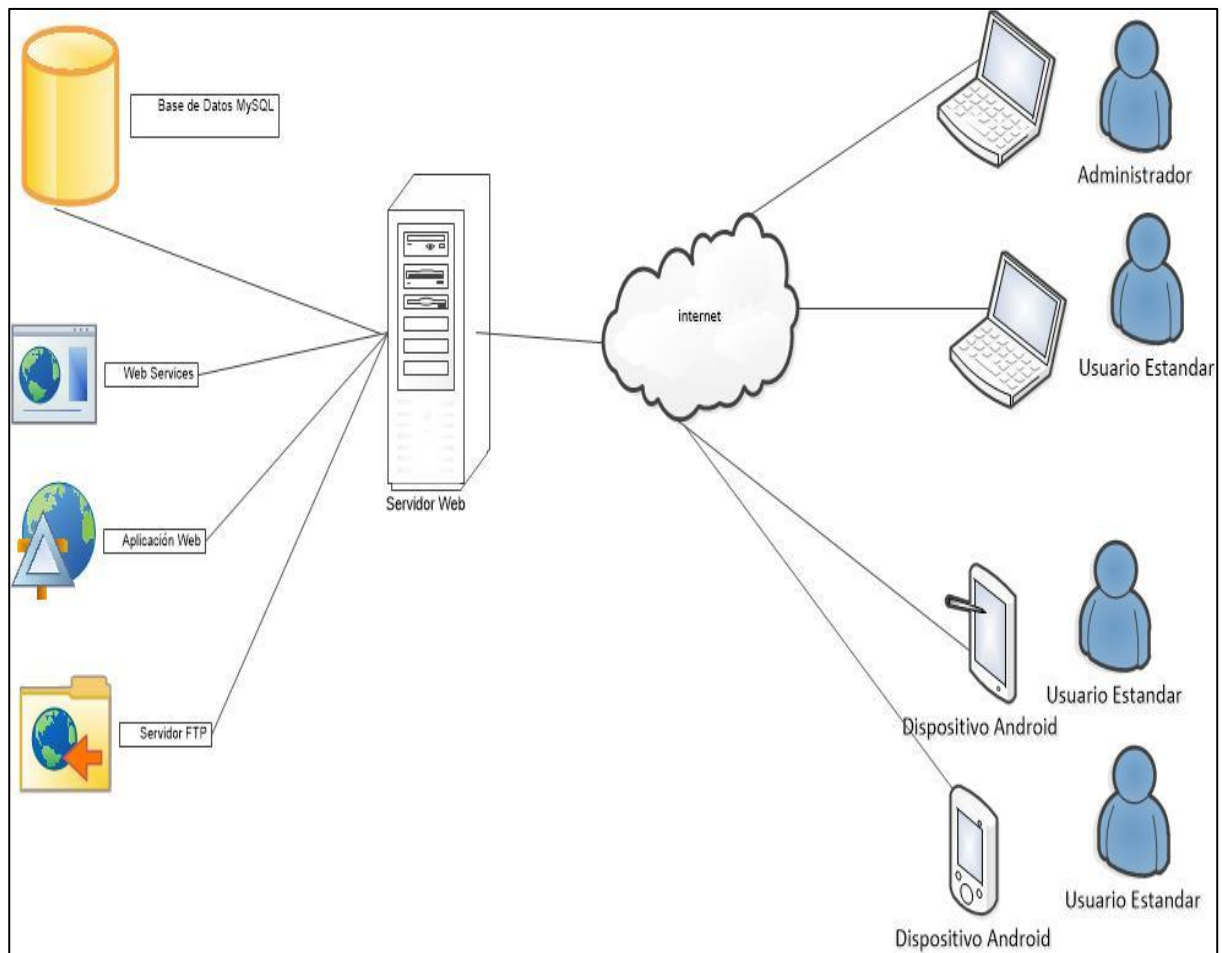 Base de Datos MySQL
Administrador
internet
Web Services
Usuario Estandar
Servidor Web
Aplicación Web
Usuario Estandar
Dispositivo Android
Servidor FTP
Usuario Estandar
Dispositivo Android